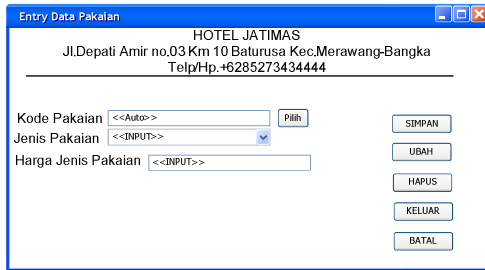 Entry Data Pakaian
HOTEL JATIMAS
Jl,Depati Amir no,03 Km 10 Baturusa Kec,Merawang-Bangka
Telp/Hp.+6285273434444
Kode Pakaian <<Auto>> Pilih
SIMPAN
Jenis Pakaian <<INPUT>>
UBAH
Harga Jenis Pakaian <<INPUT>>
HAPUS
KELUAR
BATAL